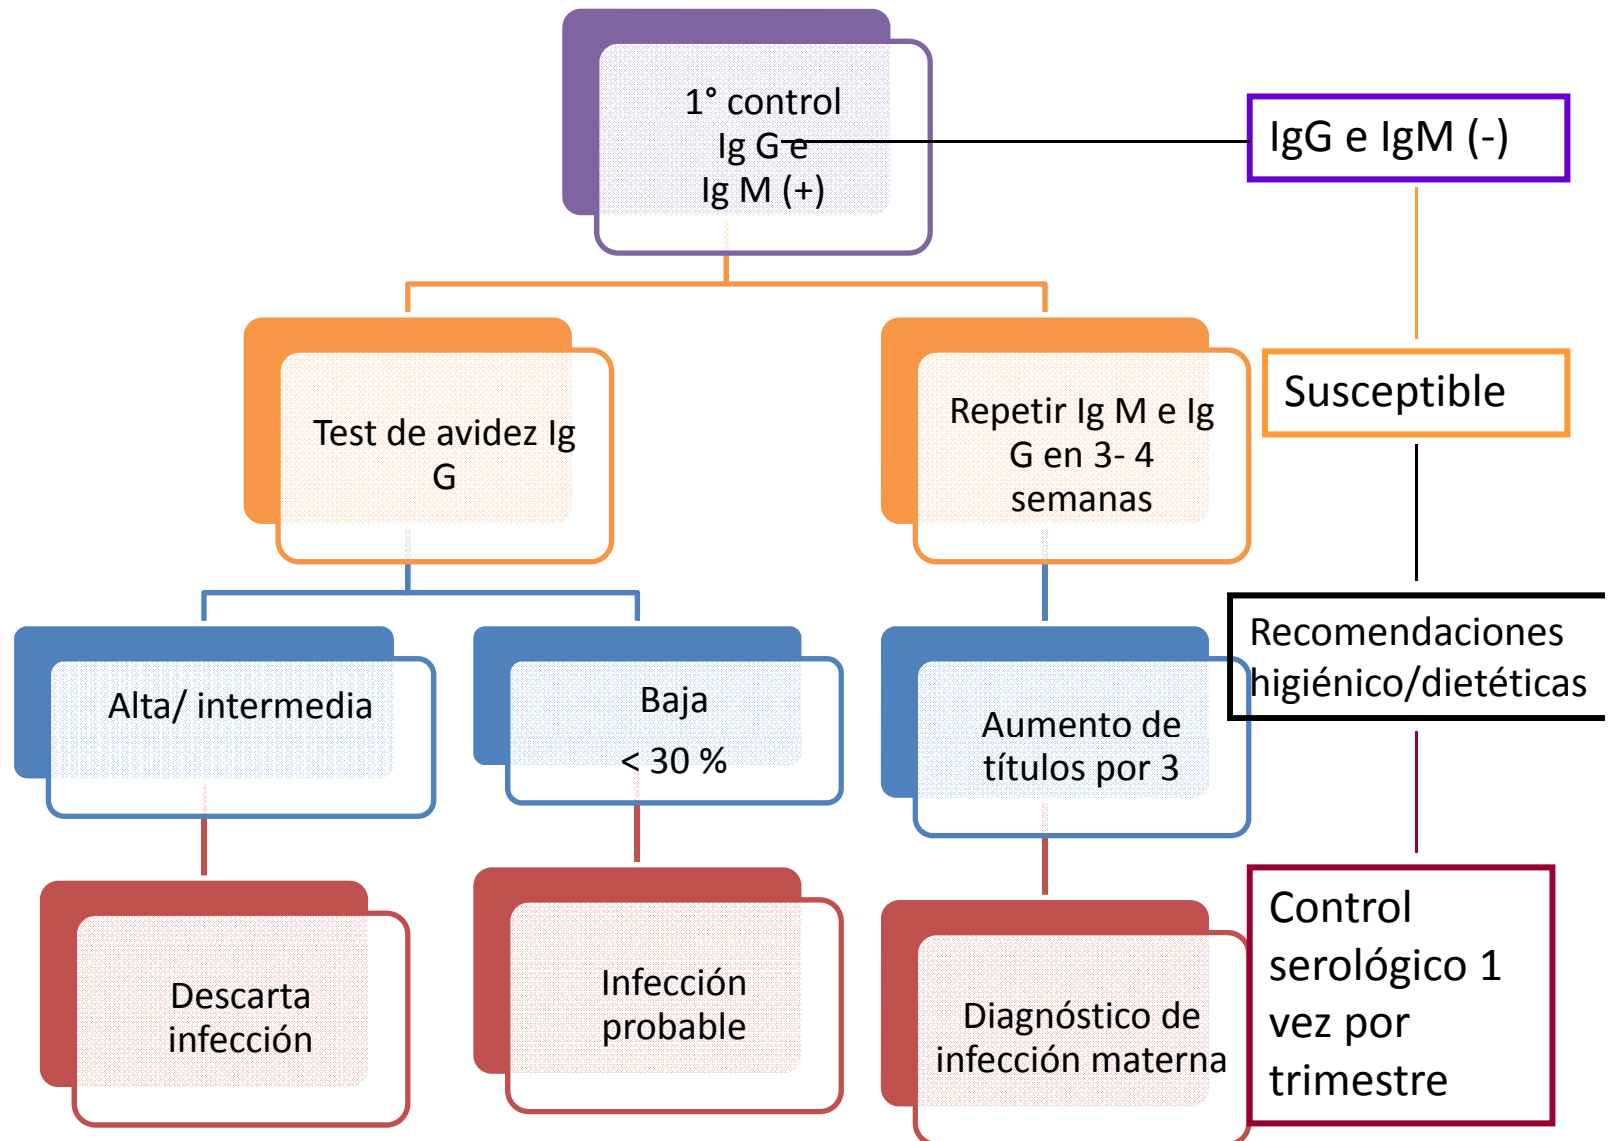 1° control
Ig G e
Ig M (+)
IgG e IgM (-)
Test de avidez Ig
G
Repetir Ig M e Ig
G en 3- 4
semanas
Susceptible
Alta/ intermedia
Baja
< 30 %
Aumento de
títulos por 3
Recomendaciones
higiénico/dietéticas
Descarta
infección
Infección
probable
Diagnóstico de
infección materna
Control
serológico 1
vez por
trimestre